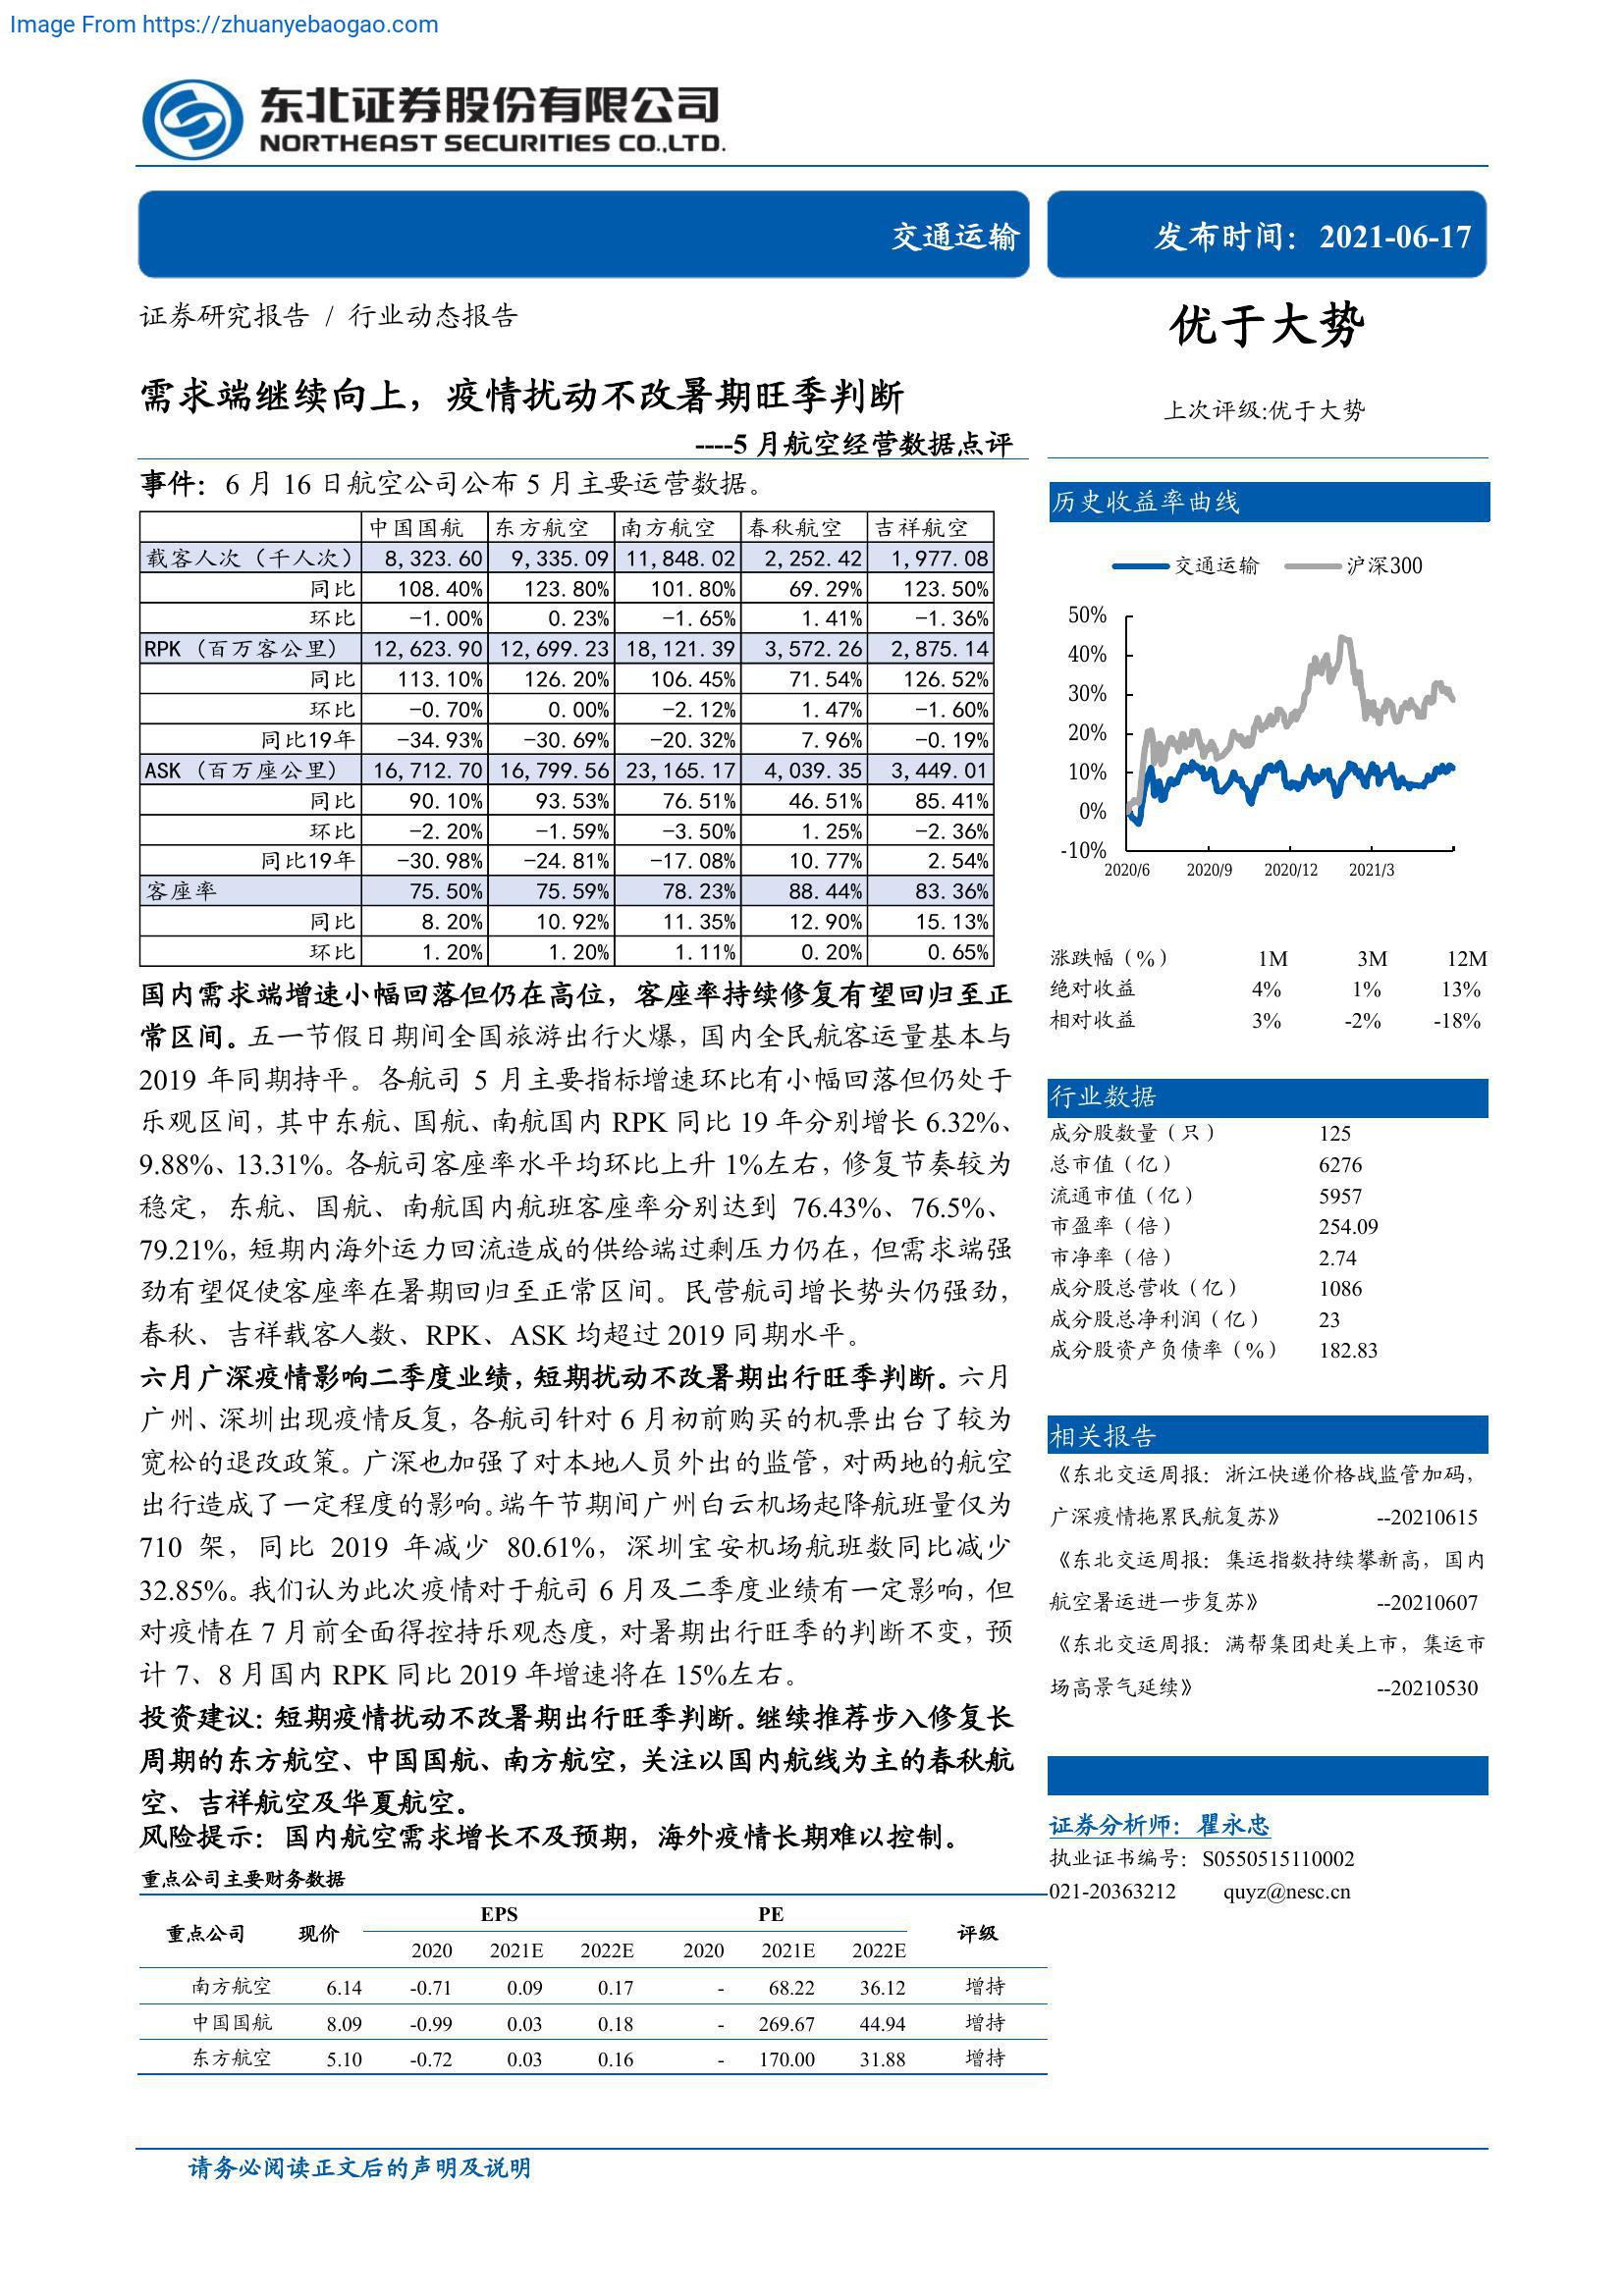 Image From https://zhuanyebaogao.com
东北证券股份有限公司
NORTHEAST SECURITIES CO.,LTD.
交通运输
发布时间：2021-06-17
证券研究报告 / 行业动态报告
优于大势
上次评级:优于大势
需求端继续向上，疫情扰动不改暑期旺季判断
----5 月航空经营数据点评
事件：6 月 16 日航空公司公布 5 月主要运营数据。
中国国航 东方航空 南方航空 春秋航空 吉祥航空
载客人次（千人次） 8,323.60 9,335.09 11,848.02 2,252.42 1,977.08
同比 108.40% 123.80% 101.80% 69.29% 123.50%
环比 -1.00% 0.23% -1.65% 1.41% -1.36%
RPK（百万客公里） 12,623.90 12,699.23 18,121.39 3,572.26 2,875.14
同比 113.10% 126.20% 106.45% 71.54% 126.52%
环比 -0.70% 0.00% -2.12% 1.47% -1.60%
同比19年 -34.93% -30.69% -20.32% 7.96% -0.19%
ASK（百万座公里） 16,712.70 16,799.56 23,165.17 4,039.35 3,449.01
同比 90.10% 93.53% 76.51% 46.51% 85.41%
环比 -2.20% -1.59% -3.50% 1.25% -2.36%
同比19年 -30.98% -24.81% -17.08% 10.77% 2.54%
客座率 75.50% 75.59% 78.23% 88.44% 83.36%
同比 8.20% 10.92% 11.35% 12.90% 15.13%
环比 1.20% 1.20% 1.11% 0.20% 0.65%
国内需求端增速小幅回落但仍在高位，客座率持续修复有望回归至正
常区间。五一节假日期间全国旅游出行火爆，国内全民航客运量基本与
2019 年同期持平。各航司 5 月主要指标增速环比有小幅回落但仍处于
乐观区间，其中东航、国航、南航国内 RPK 同比 19 年分别增长 6.32%、
9.88%、13.31%。各航司客座率水平均环比上升 1%左右，修复节奏较为
稳定，东航、国航、南航国内航班客座率分别达到 76.43%、76.5%、
79.21%，短期内海外运力回流造成的供给端过剩压力仍在，但需求端强
劲有望促使客座率在暑期回归至正常区间。民营航司增长势头仍强劲，
春秋、吉祥载客人数、RPK、ASK 均超过 2019 同期水平。
六月广深疫情影响二季度业绩，短期扰动不改暑期出行旺季判断。六月
广州、深圳出现疫情反复，各航司针对 6 月初前购买的机票出台了较为
宽松的退改政策。广深也加强了对本地人员外出的监管，对两地的航空
出行造成了一定程度的影响。端午节期间广州白云机场起降航班量仅为
710 架，同比 2019 年减少 80.61%，深圳宝安机场航班数同比减少
32.85%。我们认为此次疫情对于航司 6 月及二季度业绩有一定影响，但
对疫情在 7 月前全面得控持乐观态度，对暑期出行旺季的判断不变，预
计 7、8 月国内 RPK 同比 2019 年增速将在 15%左右。
投资建议：短期疫情扰动不改暑期出行旺季判断。继续推荐步入修复长
周期的东方航空、中国国航、南方航空，关注以国内航线为主的春秋航
空、吉祥航空及华夏航空。
风险提示：国内航空需求增长不及预期，海外疫情长期难以控制。
重点公司主要财务数据
重点公司 现价 EPS PE 评级
2020 2021E 2022E 2020 2021E 2022E
南方航空 6.14 -0.71 0.09 0.17 - 68.22 36.12 增持
中国国航 8.09 -0.99 0.03 0.18 - 269.67 44.94 增持
东方航空 5.10 -0.72 0.03 0.16 - 170.00 31.88 增持
历史收益率曲线
交通运输 沪深300
50%
40%
30%
20%
10%
0%
-10%
2020/6 2020/9 2020/12 2021/3
涨跌幅（%） 1M 3M 12M
绝对收益 4% 1% 13%
相对收益 3% -2% -18%
行业数据
成分股数量（只） 125
总市值（亿） 6276
流通市值（亿） 5957
市盈率（倍） 254.09
市净率（倍） 2.74
成分股总营收（亿） 1086
成分股总净利润（亿） 23
成分股资产负债率（%） 182.83
相关报告
《东北交运周报：浙江快递价格战监管加码，
广深疫情拖累民航复苏》 --20210615
《东北交运周报：集运指数持续攀新高，国内
航空暑运进一步复苏》 --20210607
《东北交运周报：满帮集团赴美上市，集运市
场高景气延续》 --20210530
证券分析师：瞿永忠
执业证书编号：S0550515110002
021-20363212 quyz@nesc.cn
请务必阅读正文后的声明及说明